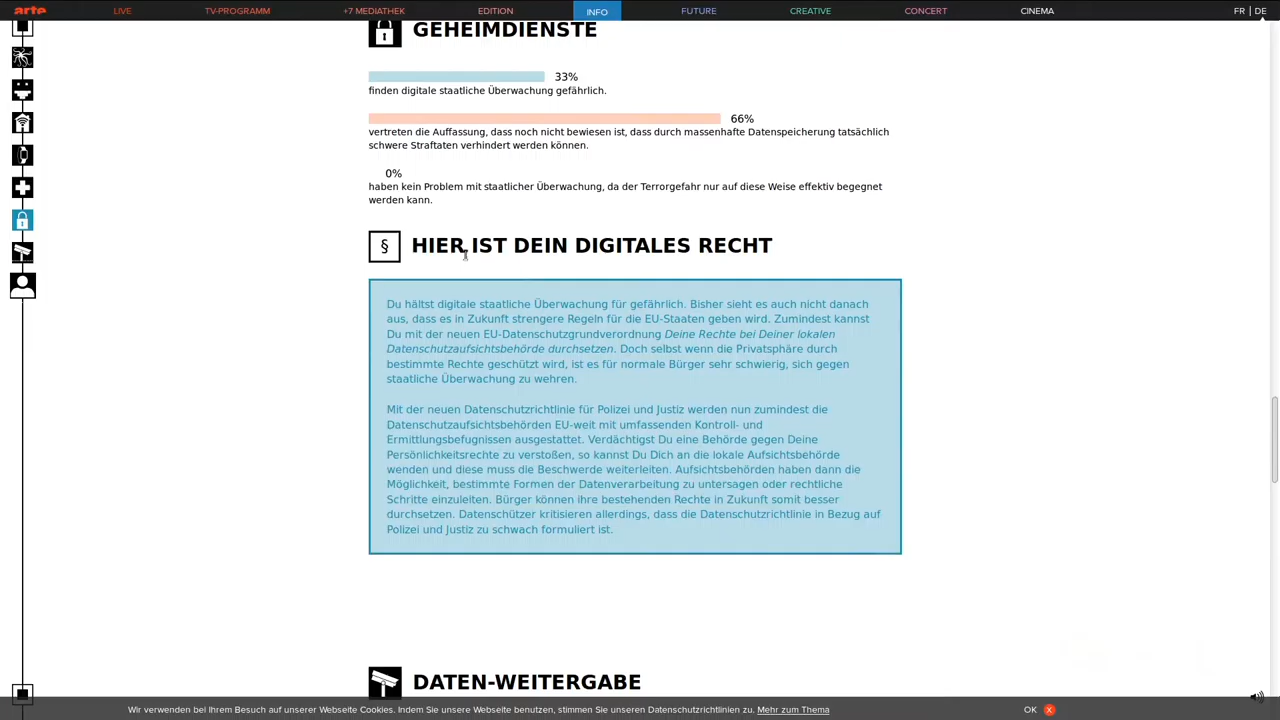 arte LIVE TV-PROGRAMM +7 MEDIATHEK EDITION INFO FUTURE CREATIVE CONCERT CINEMA FR | DE
GEHEIMDIENSTE
33%
finden digitale staatliche Überwachung gefährlich.
66%
vertreten die Auffassung, dass noch nicht bewiesen ist, dass durch massenhafte Datenspeicherung tatsächlich
schwere Straftaten verhindert werden können.
0%
haben kein Problem mit staatlicher Überwachung, da der Terrorgefahr nur auf diese Weise effektiv begegnet
werden kann.
§ HIER IST DEIN DIGITALES RECHT
Du hältst digitale staatliche Überwachung für gefährlich. Bisher sieht es auch nicht danach
aus, dass es in Zukunft strengere Regeln für die EU-Staaten geben wird. Zumindest kannst
Du mit der neuen EU-Datenschutzgrundverordnung Deine Rechte bei Deiner lokalen
Datenschutzaufsichtsbehörde durchsetzen. Doch selbst wenn die Privatsphäre durch
bestimmte Rechte geschützt wird, ist es für normale Bürger sehr schwierig, sich gegen
staatliche Überwachung zu wehren.
Mit der neuen Datenschutzrichtlinie für Polizei und Justiz werden nun zumindest die
Datenschutzaufsichtsbehörden EU-weit mit umfassenden Kontroll- und
Ermittlungsbefugnissen ausgestattet. Verdächtigst Du eine Behörde gegen Deine
Persönlichkeitsrechte zu verstoßen, so kannst Du Dich an die lokale Aufsichtsbehörde
wenden und diese muss die Beschwerde weiterleiten. Aufsichtsbehörden haben dann die
Möglichkeit, bestimmte Formen der Datenverarbeitung zu untersagen oder rechtliche
Schritte einzuleiten. Bürger können ihre bestehenden Rechte in Zukunft somit besser
durchsetzen. Datenschützer kritisieren allerdings, dass die Datenschutzrichtlinie in Bezug auf
Polizei und Justiz zu schwach formuliert ist.
DATEN-WEITERGABE
Wir verwenden bei Ihrem Besuch auf unserer Webseite Cookies. Indem Sie unsere Webseite benutzen, stimmen Sie unseren Datenschutzrichtlinien zu. Mehr zum Thema OK X